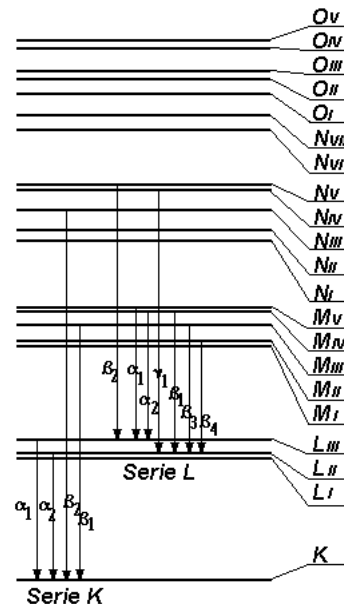 OV
OIV
OIII
OII
OI
NVII
NVI
NV
NIV
NIII
NII
NI
MV
MIV
MIII
MII
MI
β2 α1 α2 γ1 β1 β3 β4
LIII
LII
Serie L
LI
α1 α2 β2 β1
K
Serie K